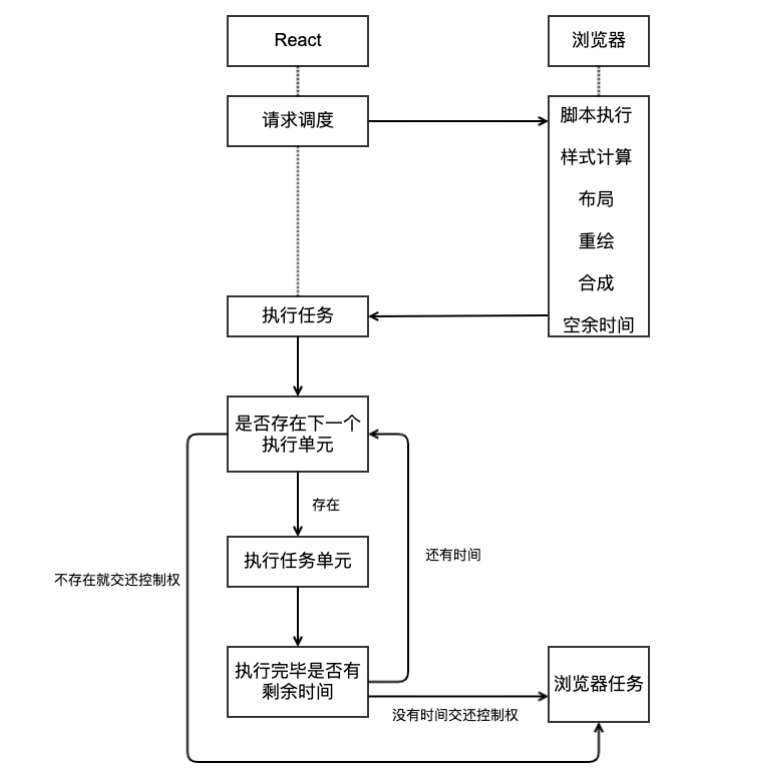 React
浏览器
请求调度
脚本执行
样式计算
布局
重绘
合成
空余时间
执行任务
是否存在下一个
执行单元
存在
执行任务单元
还有时间
不存在就交还控制权
执行完毕是否有
剩余时间
浏览器任务
没有时间交还控制权